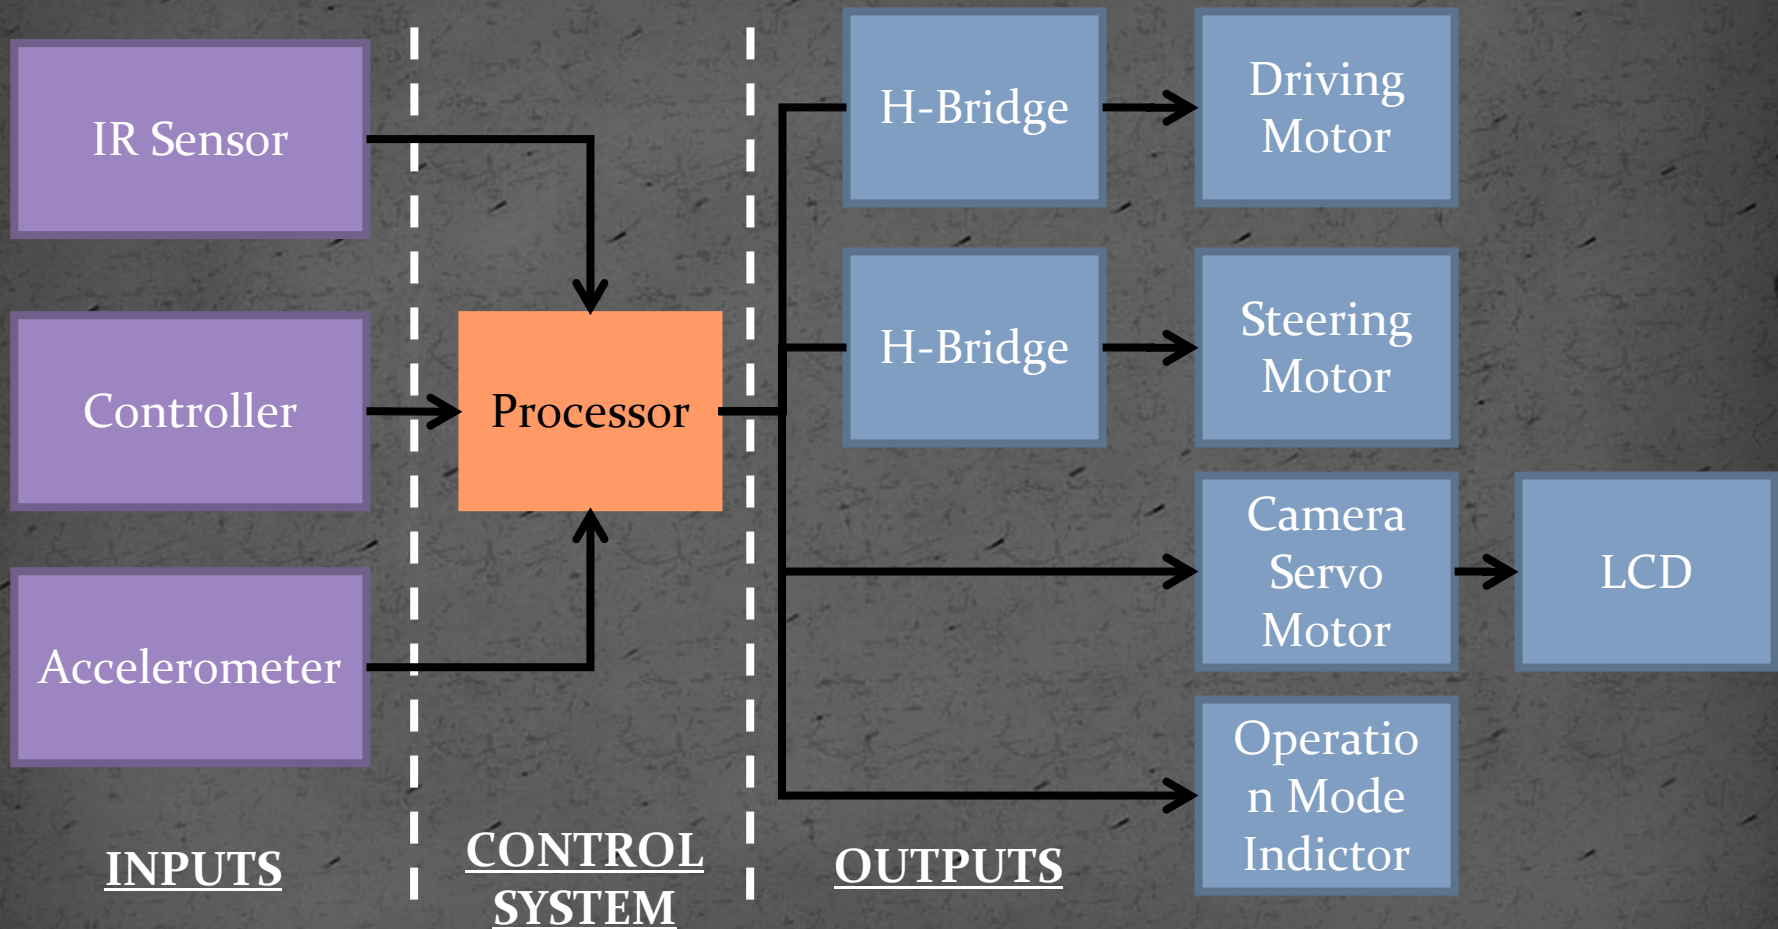 IR Sensor
Controller
Accelerometer
INPUTS
Processor
CONTROL
SYSTEM
H-Bridge
Driving
Motor
H-Bridge
Steering
Motor
Camera
Servo
Motor
LCD
Operatio
n Mode
Indictor
OUTPUTS